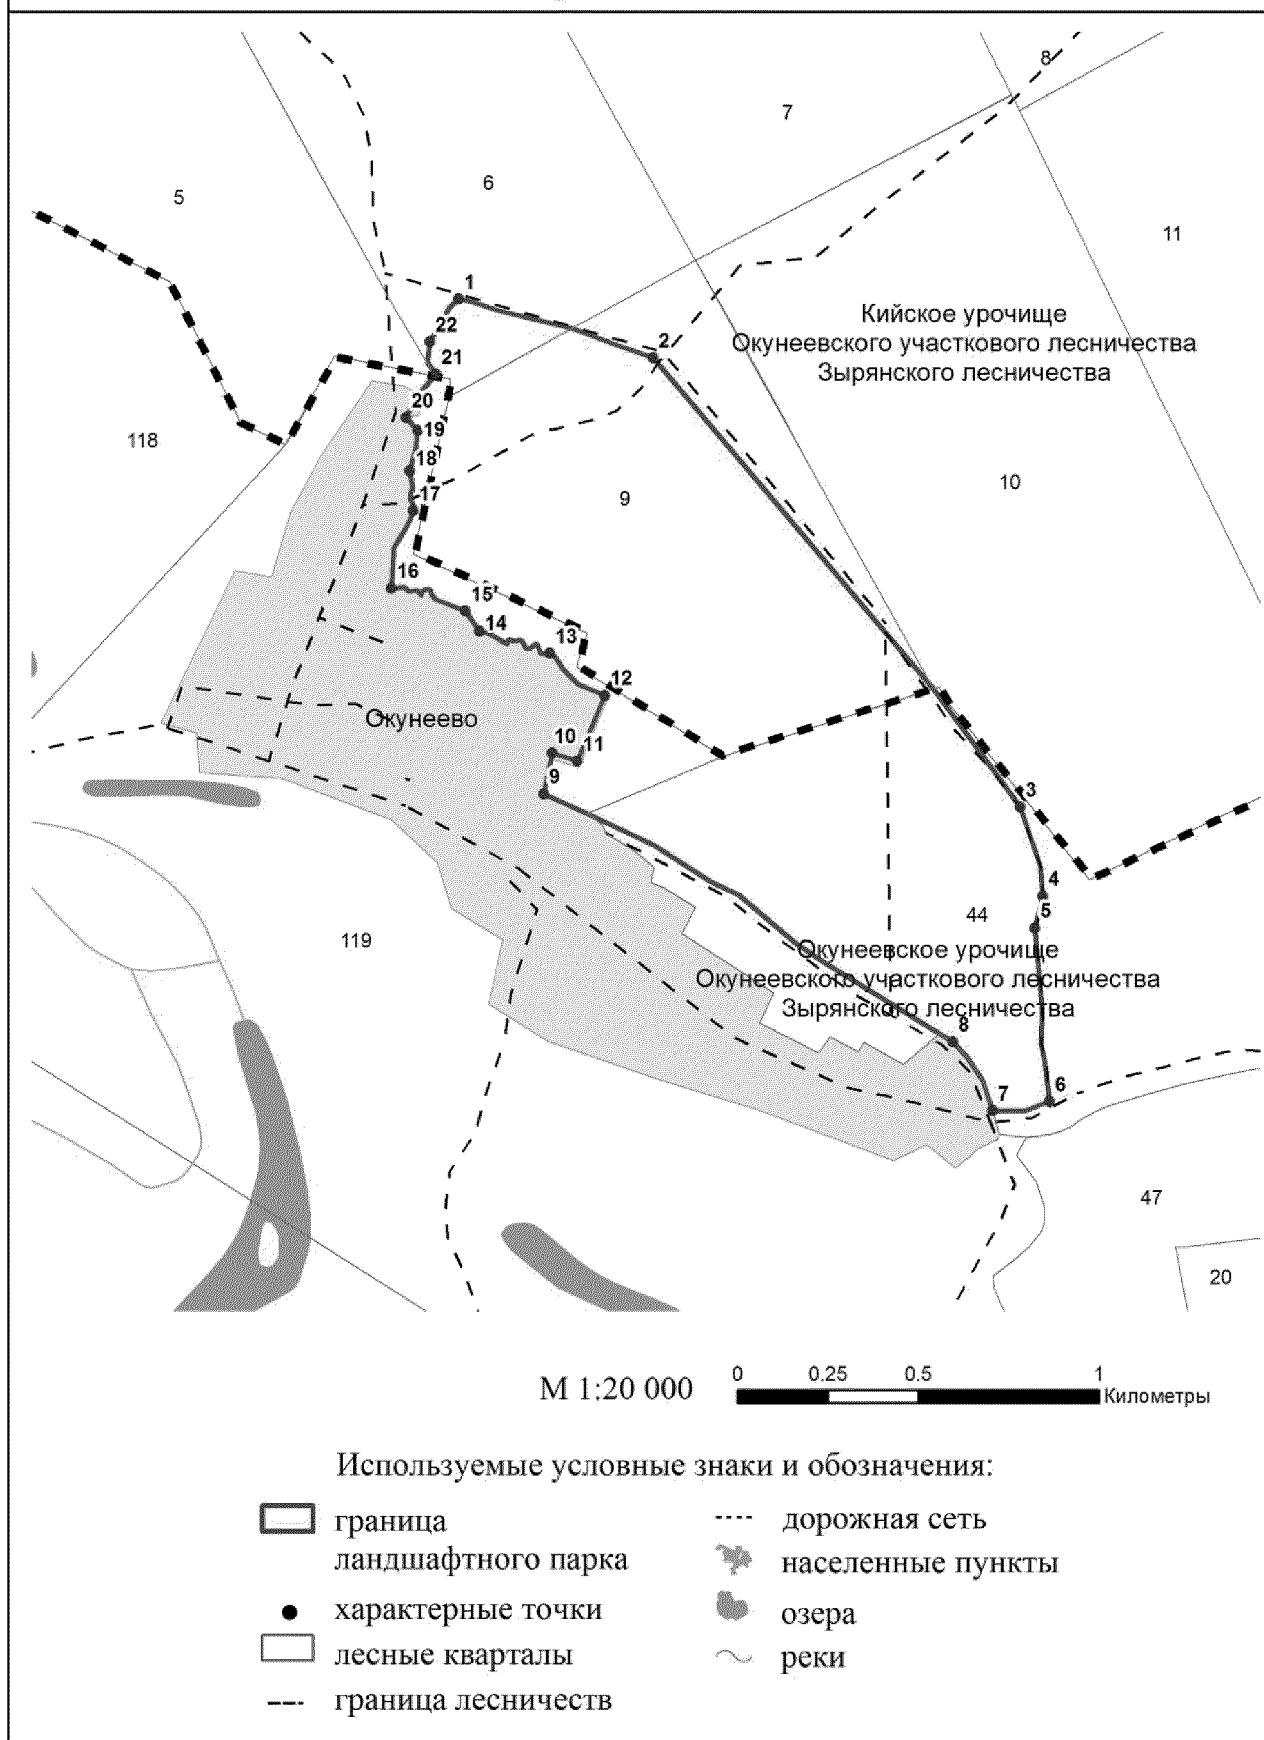 8
7
6
5
11
1
Кийское урочище
Окунеевского участкового лесничества
Зырянского лесничества
22
2
21
20
19
118
18
10
17
9
16
15
14
13
12
Окунеево
10
11
9
3
4
5
44
119
Окунеевское урочище
Окунеевского участкового лесничества
Зырянского лесничества
8
6
7
47
20
М 1:20 000
0 0.25 0.5 1
Километры
Используемые условные знаки и обозначения:
граница
ландшафтного парка
характерные точки
лесные кварталы
граница лесничеств
дорожная сеть
населенные пункты
озера
реки